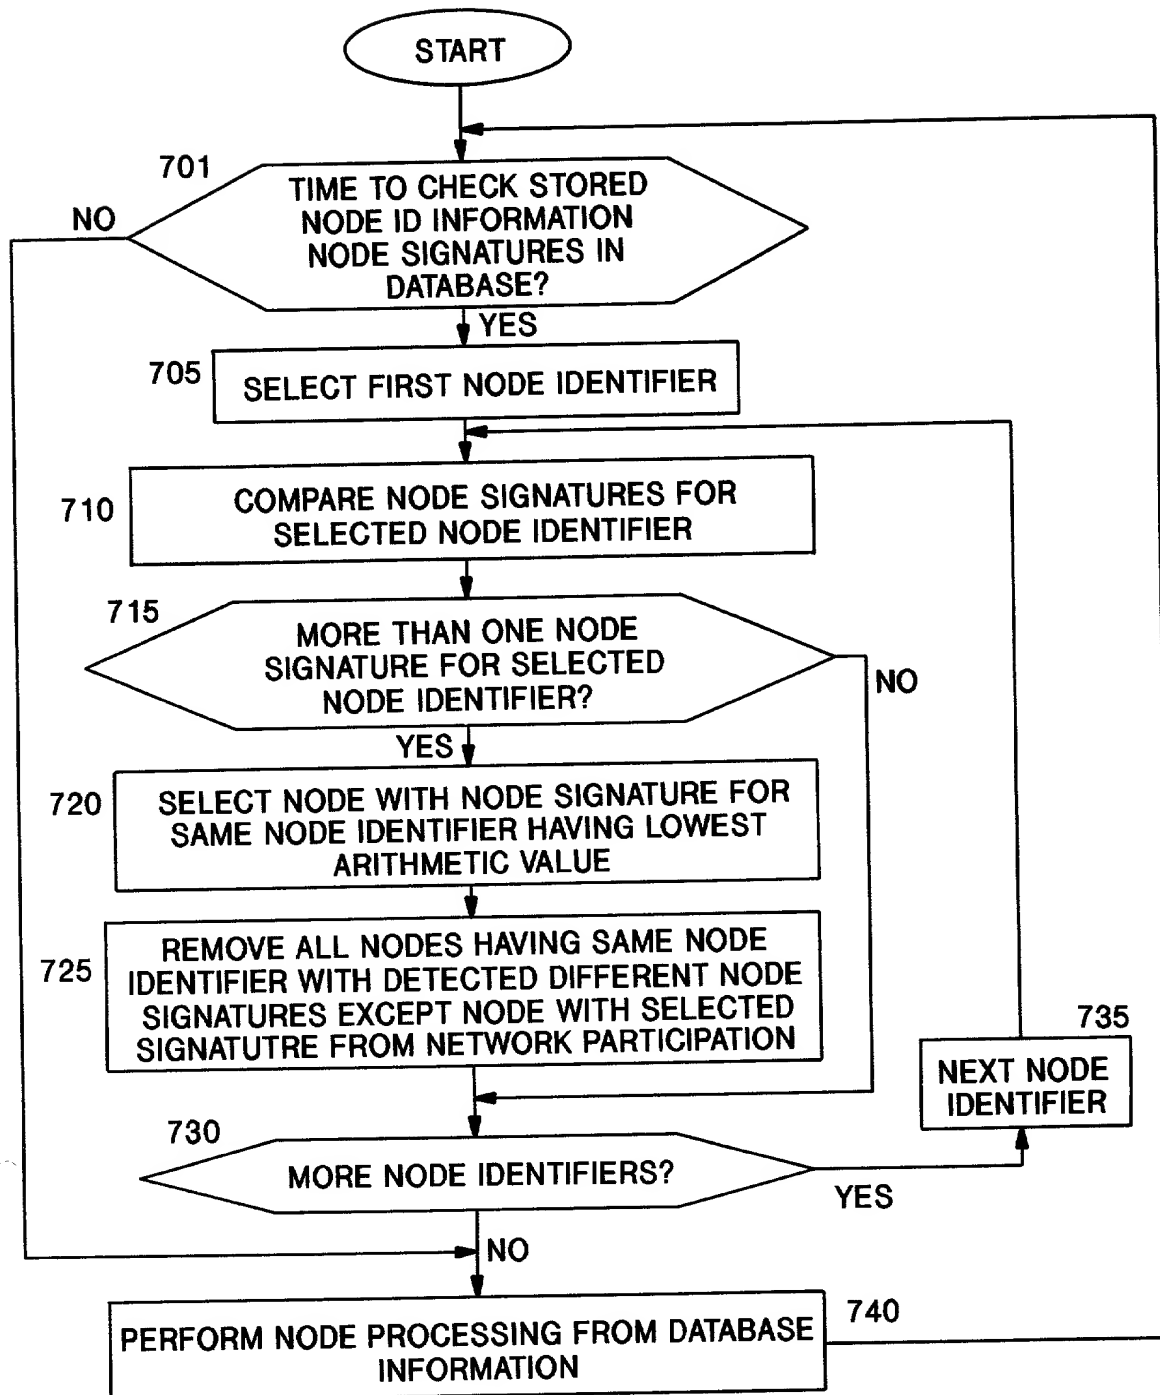 START
701
TIME TO CHECK STORED
NODE ID INFORMATION
NODE SIGNATURES IN
DATABASE?
NO
YES
705
SELECT FIRST NODE IDENTIFIER
710
COMPARE NODE SIGNATURES FOR
SELECTED NODE IDENTIFIER
715
MORE THAN ONE NODE
SIGNATURE FOR SELECTED
NODE IDENTIFIER?
NO
YES
720
SELECT NODE WITH NODE SIGNATURE FOR
SAME NODE IDENTIFIER HAVING LOWEST
ARITHMETIC VALUE
725
REMOVE ALL NODES HAVING SAME NODE
IDENTIFIER WITH DETECTED DIFFERENT NODE
SIGNATURES EXCEPT NODE WITH SELECTED
SIGNATUTRE FROM NETWORK PARTICIPATION
735
NEXT NODE
IDENTIFIER
730
MORE NODE IDENTIFIERS?
YES
NO
740
PERFORM NODE PROCESSING FROM DATABASE
INFORMATION